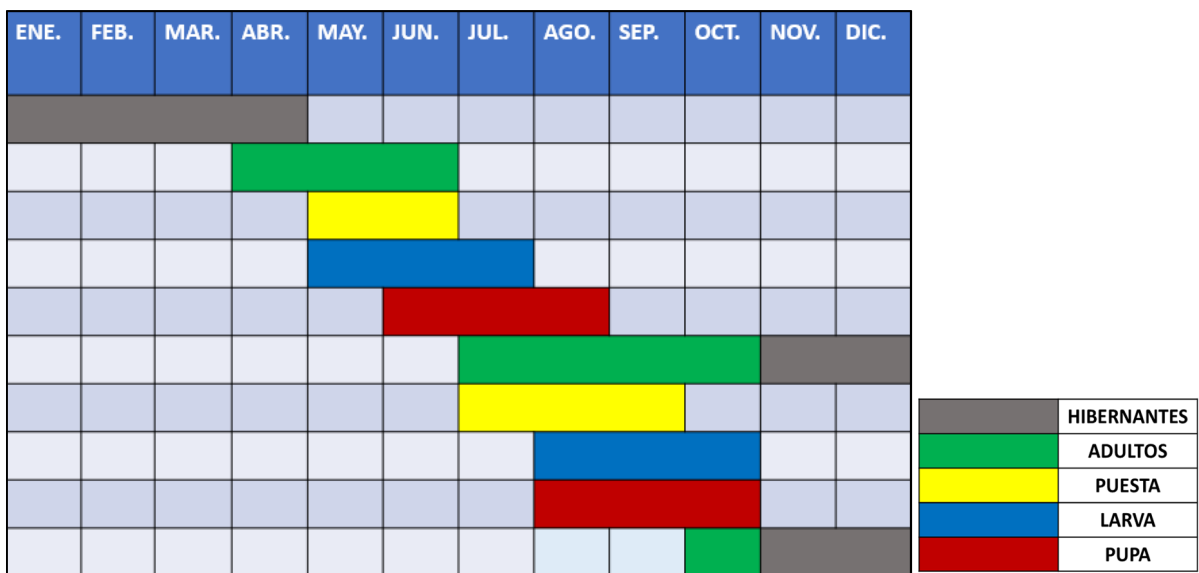 ENE. FEB. MAR. ABR. MAY. JUN. JUL. AGO. SEP. OCT. NOV. DIC.
HIBERNANTES
ADULTOS
PUESTA
LARVA
PUPA